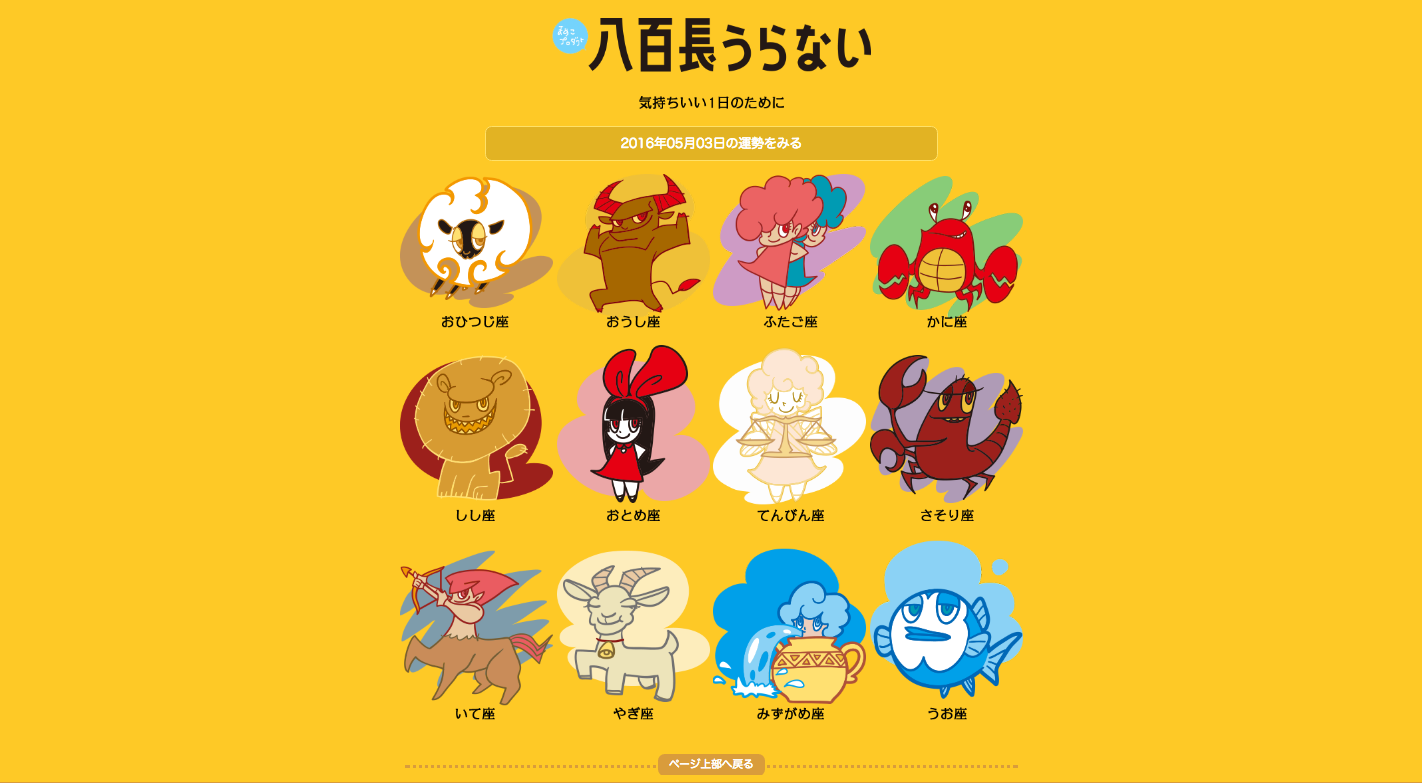 八百長うらない
気持ちいい1日のために
2016年05月03日の運勢をみる
おひつじ座
おうし座
ふたご座
かに座
しし座
おとめ座
てんびん座
さそり座
いて座
やぎ座
みずがめ座
うお座
ページ上部へ戻る